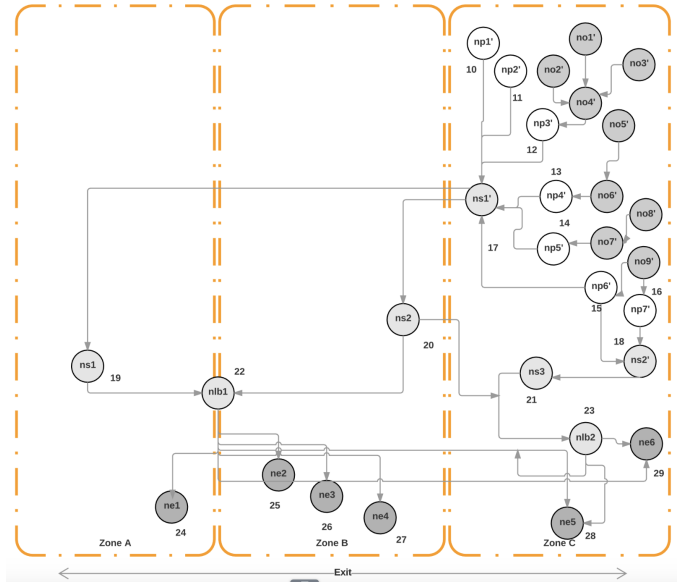 no1'
np1'
no3'
np2'
no2'
10
11
no4'
np3'
no5'
12
13
np4'
no6'
ns1'
no8'
14
no7'
np5'
17
no9'
np6'
16
15
np7'
ns2
20
18
ns2'
ns1
19
22
ns3
nlb1
21
23
nlb2
ne6
29
ne2
ne3
25
ne1
ne4
ne5
26
24
27
28
Zone A
Zone B
Zone C
Exit